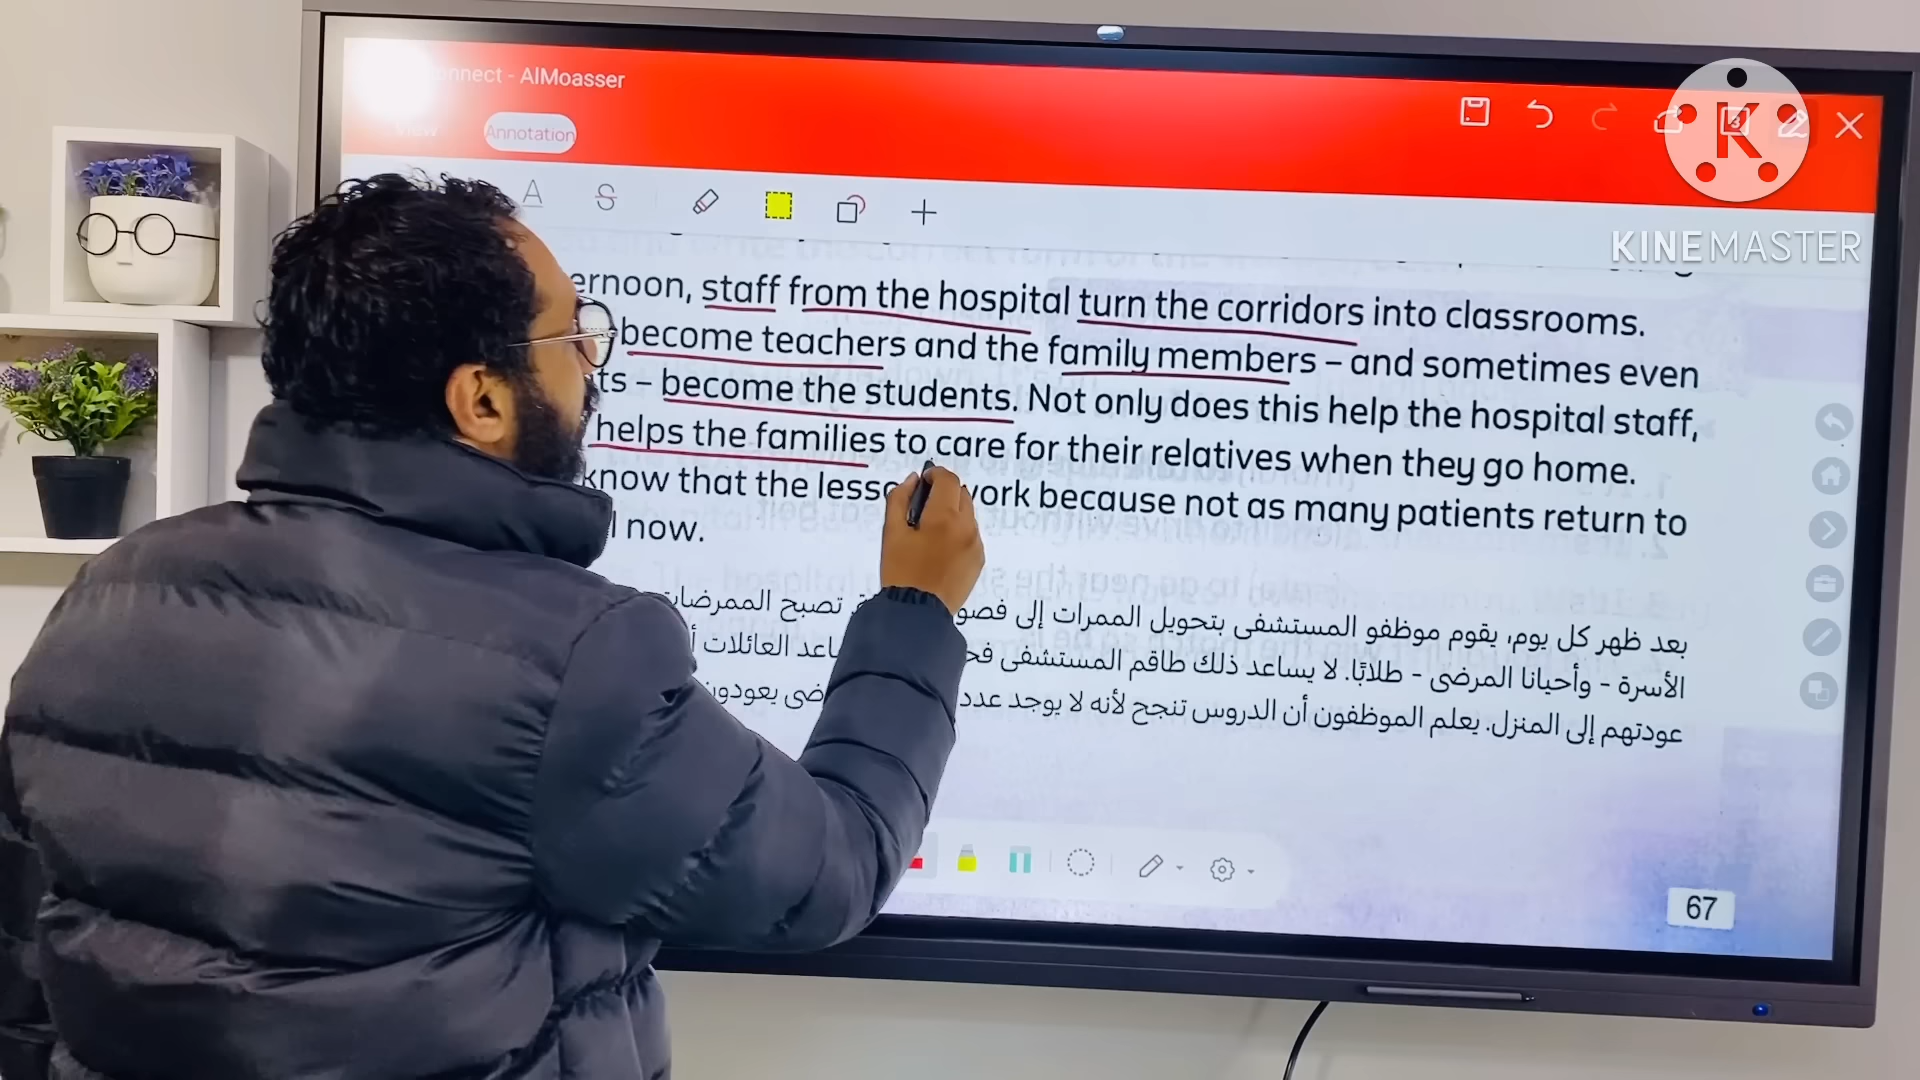 onnect - AlMoasser
View
Annotation
KINEMASTER
ernoon, staff from the hospital turn the corridors into classrooms.
become teachers and the family members – and sometimes even
ts – become the students. Not only does this help the hospital staff,
helps the families to care for their relatives when they go home.
know that the less ork because not as many patients return to
l now.
بعد ظهر كل يوم، يقوم موظفو المستشفى بتحويل الممرات إلى فصو تصبح الممرضات
الأسرة - وأحيانا المرضى - طلابًا. لا يساعد ذلك طاقم المستشفى فح اعد العائلات أ
عودتهم إلى المنزل. يعلم الموظفون أن الدروس تنجح لأنه لا يوجد عدد ضى يعودون
67